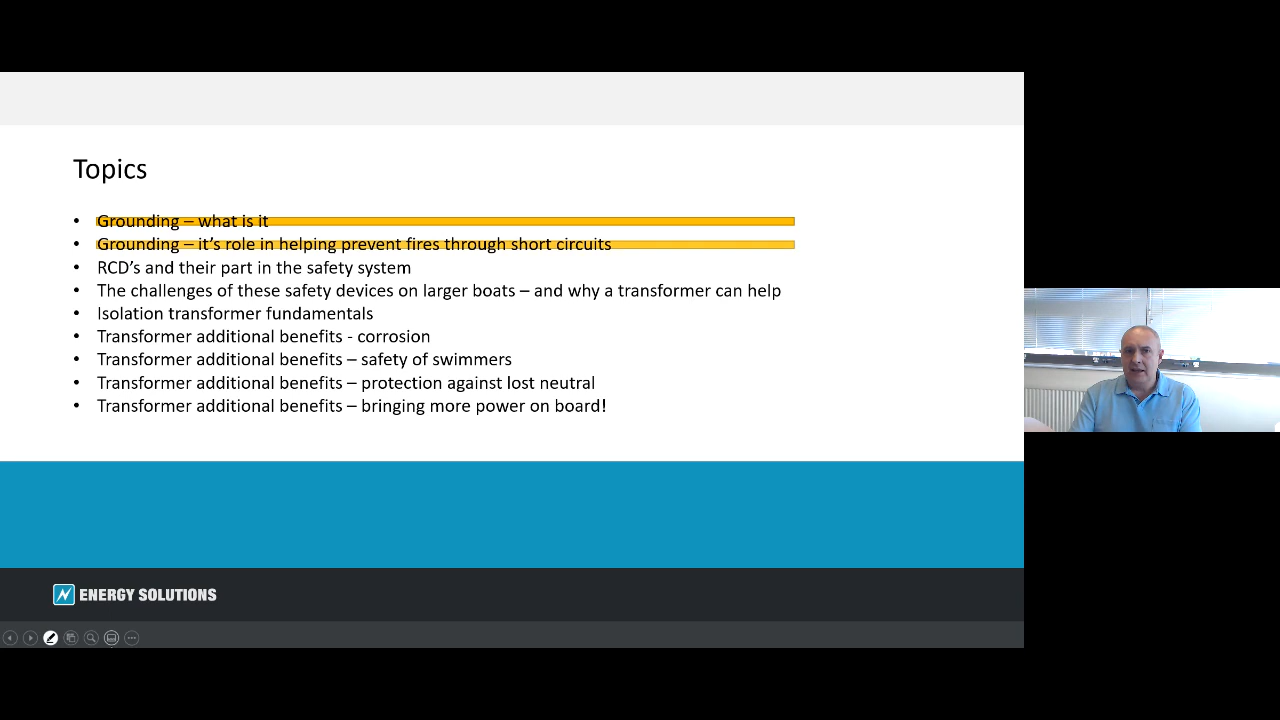 Topics
• Grounding – what is it
• Grounding – it's role in helping prevent fires through short circuits
• RCD's and their part in the safety system
• The challenges of these safety devices on larger boats – and why a transformer can help
• Isolation transformer fundamentals
• Transformer additional benefits - corrosion
• Transformer additional benefits – safety of swimmers
• Transformer additional benefits – protection against lost neutral
• Transformer additional benefits – bringing more power on board!
ENERGY SOLUTIONS